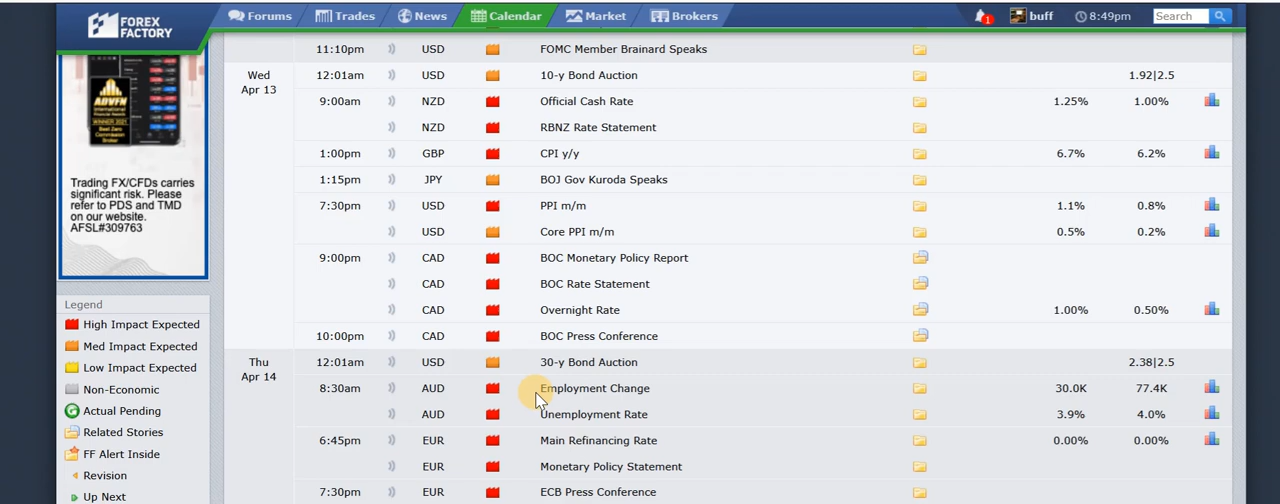 FOREX
FACTORY
Forums
Trades
News
Calendar
Market
Brokers
1
buff
8:49pm
Search
ADVFN
INTERNATIONAL
FINANCIAL AWARDS
WINNER 2021
Best Zero
Commission
Broker
Trading FX/CFDs carries
significant risk. Please
refer to PDS and TMD
on our website.
AFSL#309763
Legend
High Impact Expected
Med Impact Expected
Low Impact Expected
Non-Economic
Actual Pending
Related Stories
FF Alert Inside
Revision
Up Next
11:10pm USD FOMC Member Brainard Speaks
Wed
Apr 13
12:01am USD 10-y Bond Auction 1.92|2.5
9:00am NZD Official Cash Rate 1.25% 1.00%
NZD RBNZ Rate Statement
1:00pm GBP CPI y/y 6.7% 6.2%
1:15pm JPY BOJ Gov Kuroda Speaks
7:30pm USD PPI m/m 1.1% 0.8%
USD Core PPI m/m 0.5% 0.2%
9:00pm CAD BOC Monetary Policy Report
CAD BOC Rate Statement
CAD Overnight Rate 1.00% 0.50%
10:00pm CAD BOC Press Conference
Thu
Apr 14
12:01am USD 30-y Bond Auction 2.38|2.5
8:30am AUD Employment Change 30.0K 77.4K
AUD Unemployment Rate 3.9% 4.0%
6:45pm EUR Main Refinancing Rate 0.00% 0.00%
EUR Monetary Policy Statement
7:30pm EUR ECB Press Conference